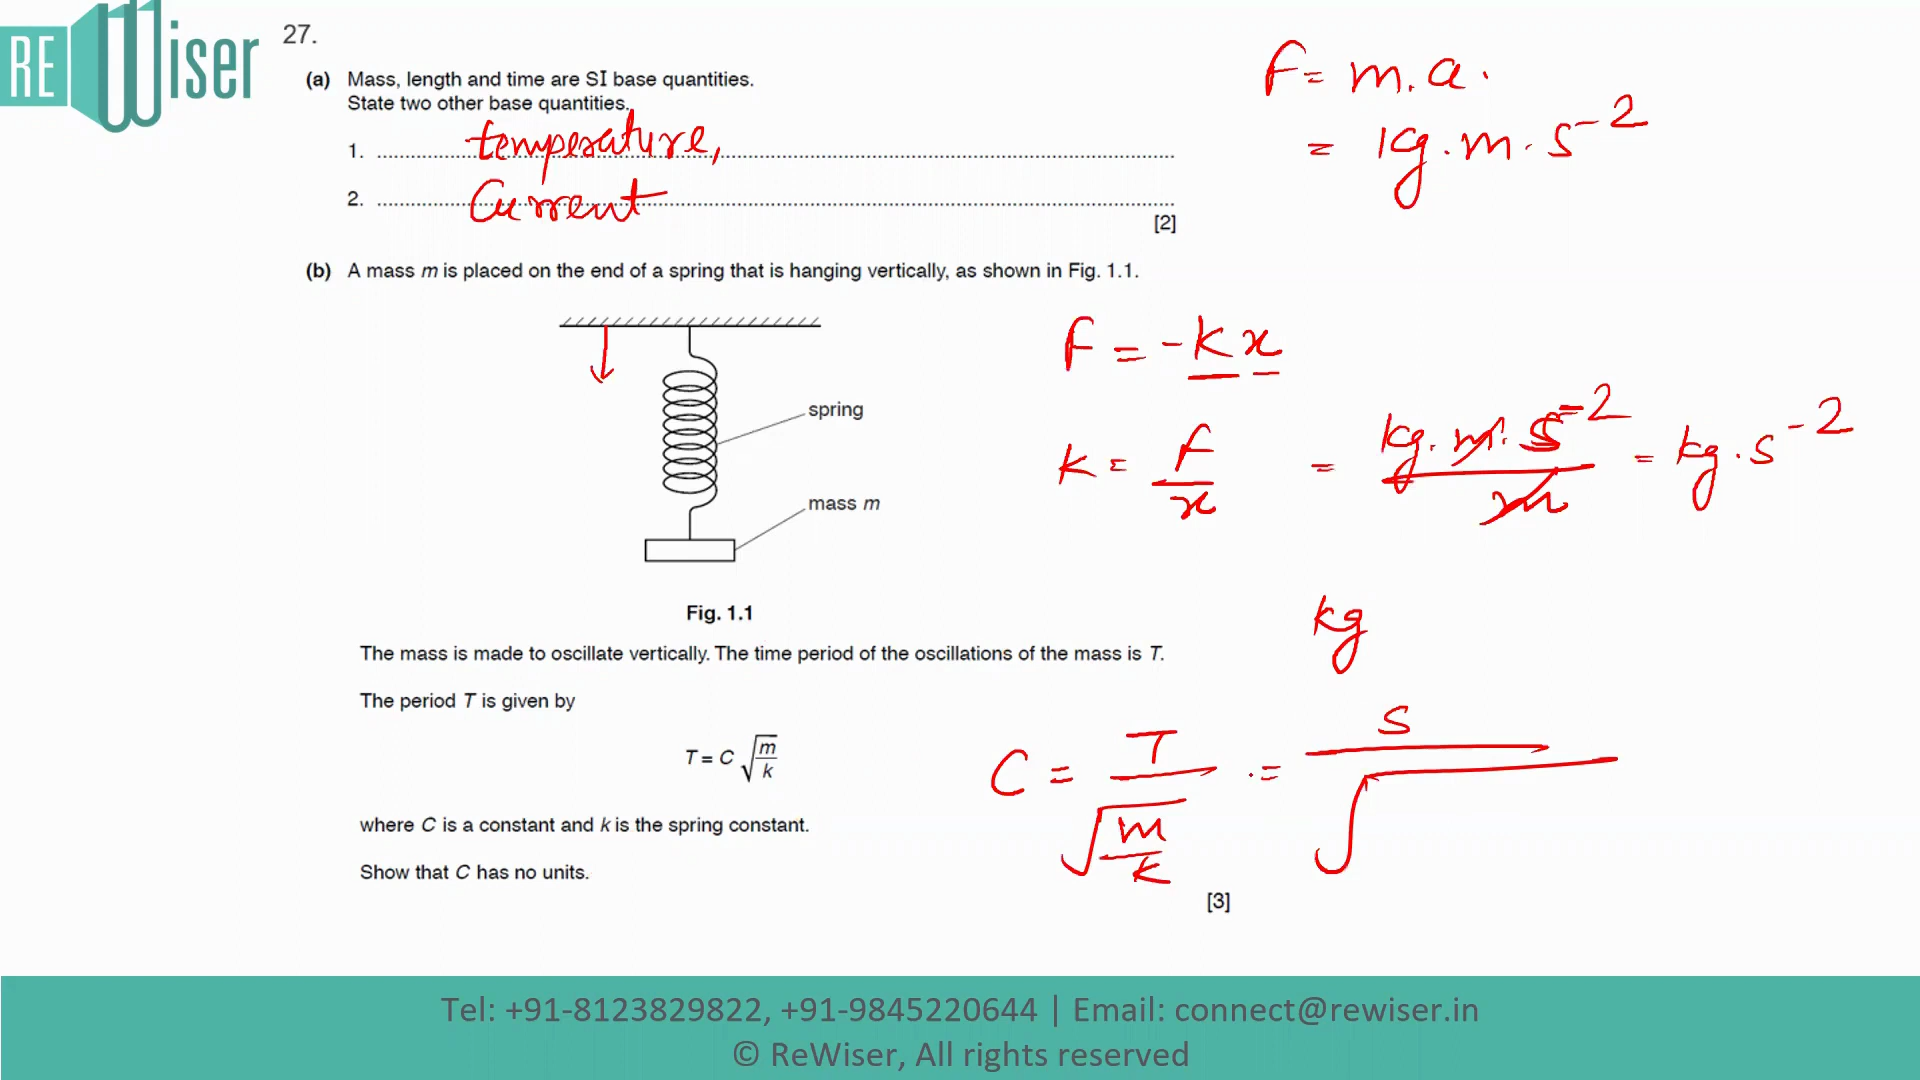 REWiser
27.
(a) Mass, length and time are SI base quantities.
State two other base quantities.
1. temperature,
2. Current
[2]
F = m.a.
= kg.m.s⁻²
(b) A mass m is placed on the end of a spring that is hanging vertically, as shown in Fig. 1.1.
spring
mass m
Fig. 1.1
F = -kx
k = F/x = kg.m.s⁻²/m = kg.s⁻²
The mass is made to oscillate vertically. The time period of the oscillations of the mass is T.
The period T is given by
T = C √(m/k)
where C is a constant and k is the spring constant.
Show that C has no units.
[3]
kg
C = T/√(m/k) = s/√
Tel: +91-8123829822, +91-9845220644 | Email: connect@rewiser.in
© ReWiser, All rights reserved